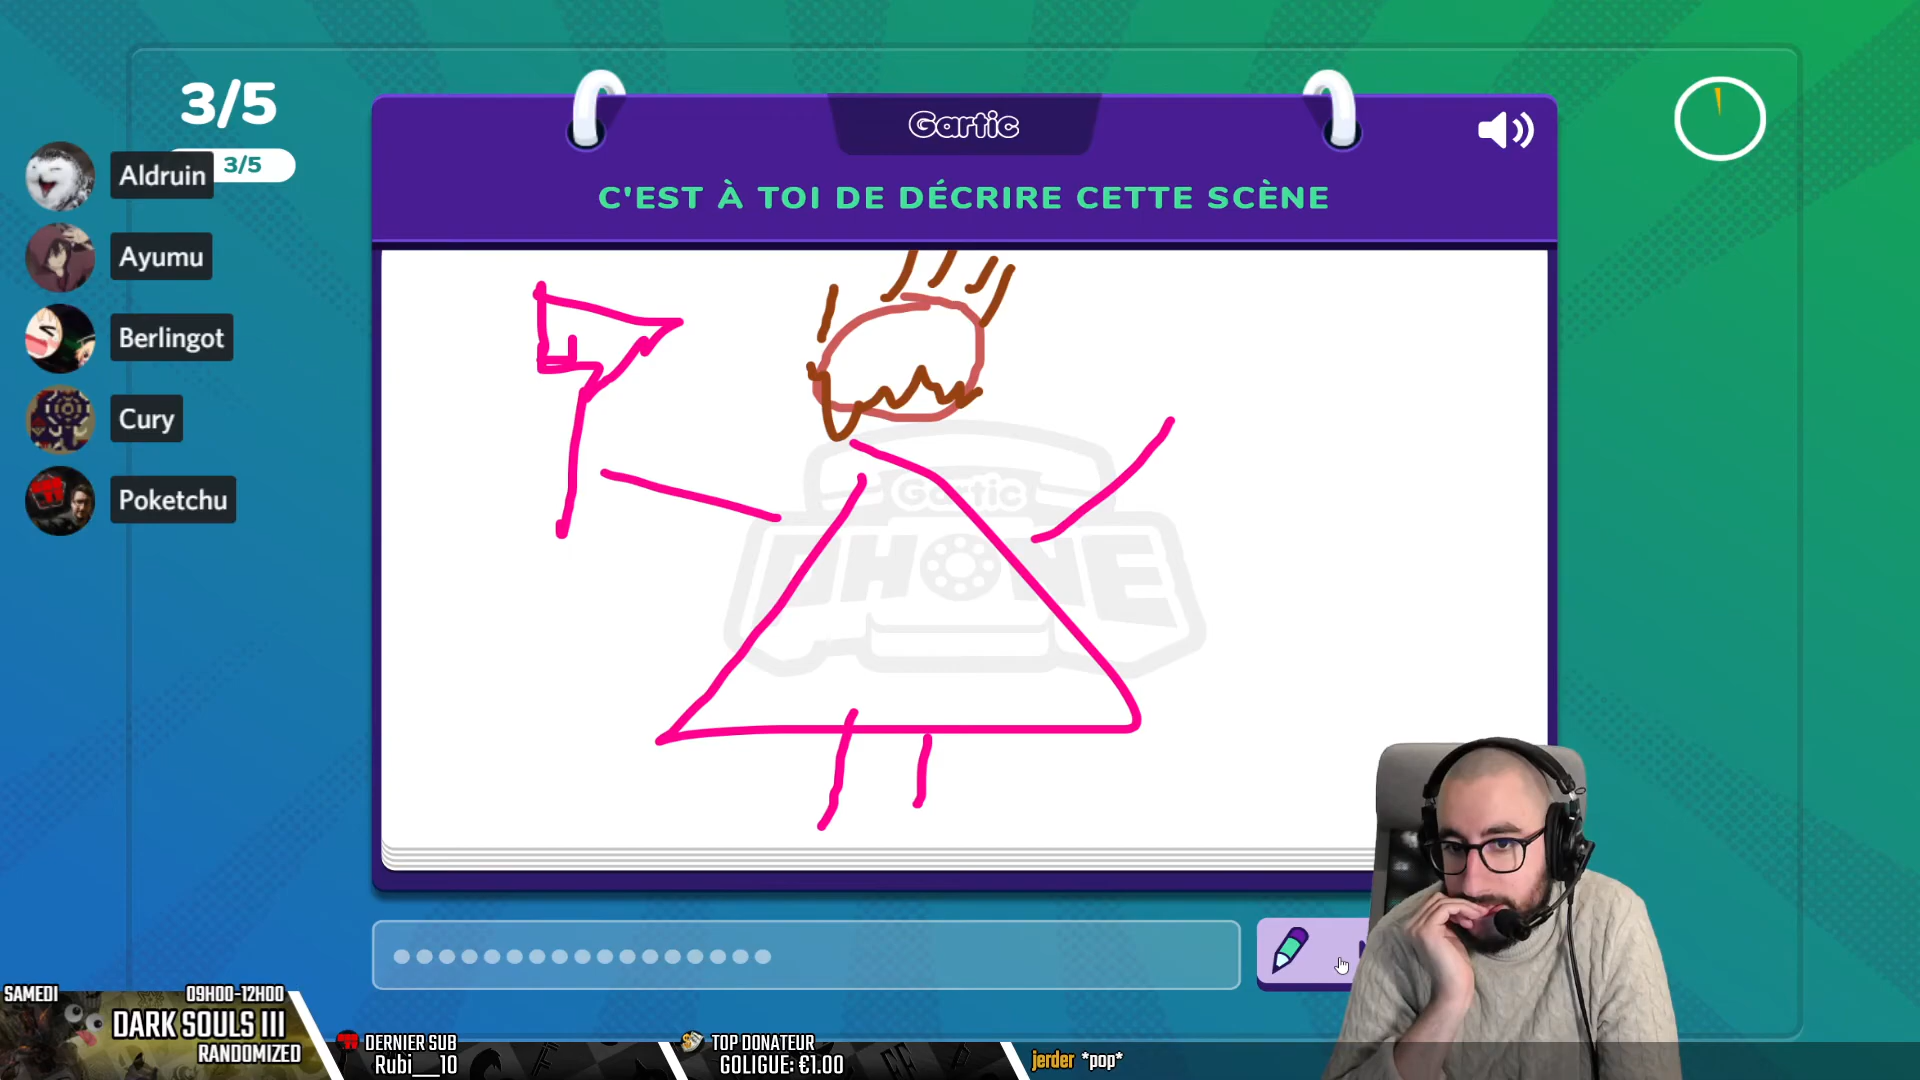 3/5
3/5
Aldruin
Ayumu
Berlingot
Cury
Poketchu
Gartic
C'EST À TOI DE DÉCRIRE CETTE SCÈNE
Gartic
PHONE
SAMEDI
09H00-12H00
DARK SOULS III
RANDOMIZED
DERNIER SUB
Rubi__10
TOP DONATEUR
GOLIGUE: €1.00
jerder *pop*